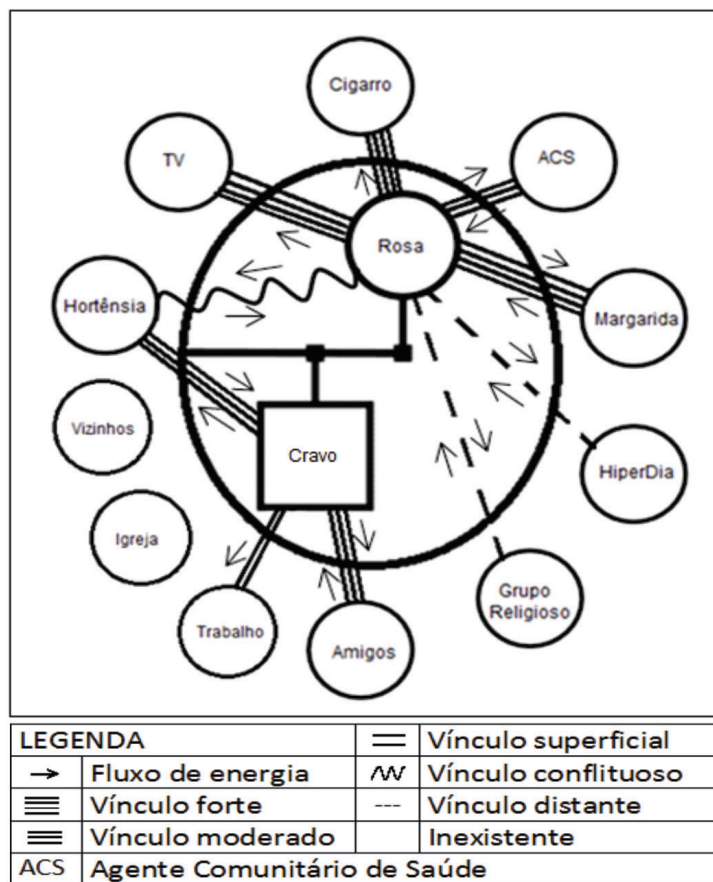 Cigarro
TV
ACS
Rosa
Hortênsia
Margarida
Vizinhos
Cravo
HiperDia
Igreja
Grupo
Religioso
Trabalho
Amigos
LEGENDA
Vínculo superficial
Fluxo de energia
Vínculo conflituoso
Vínculo forte
Vínculo distante
Vínculo moderado
Inexistente
ACS Agente Comunitário de Saúde